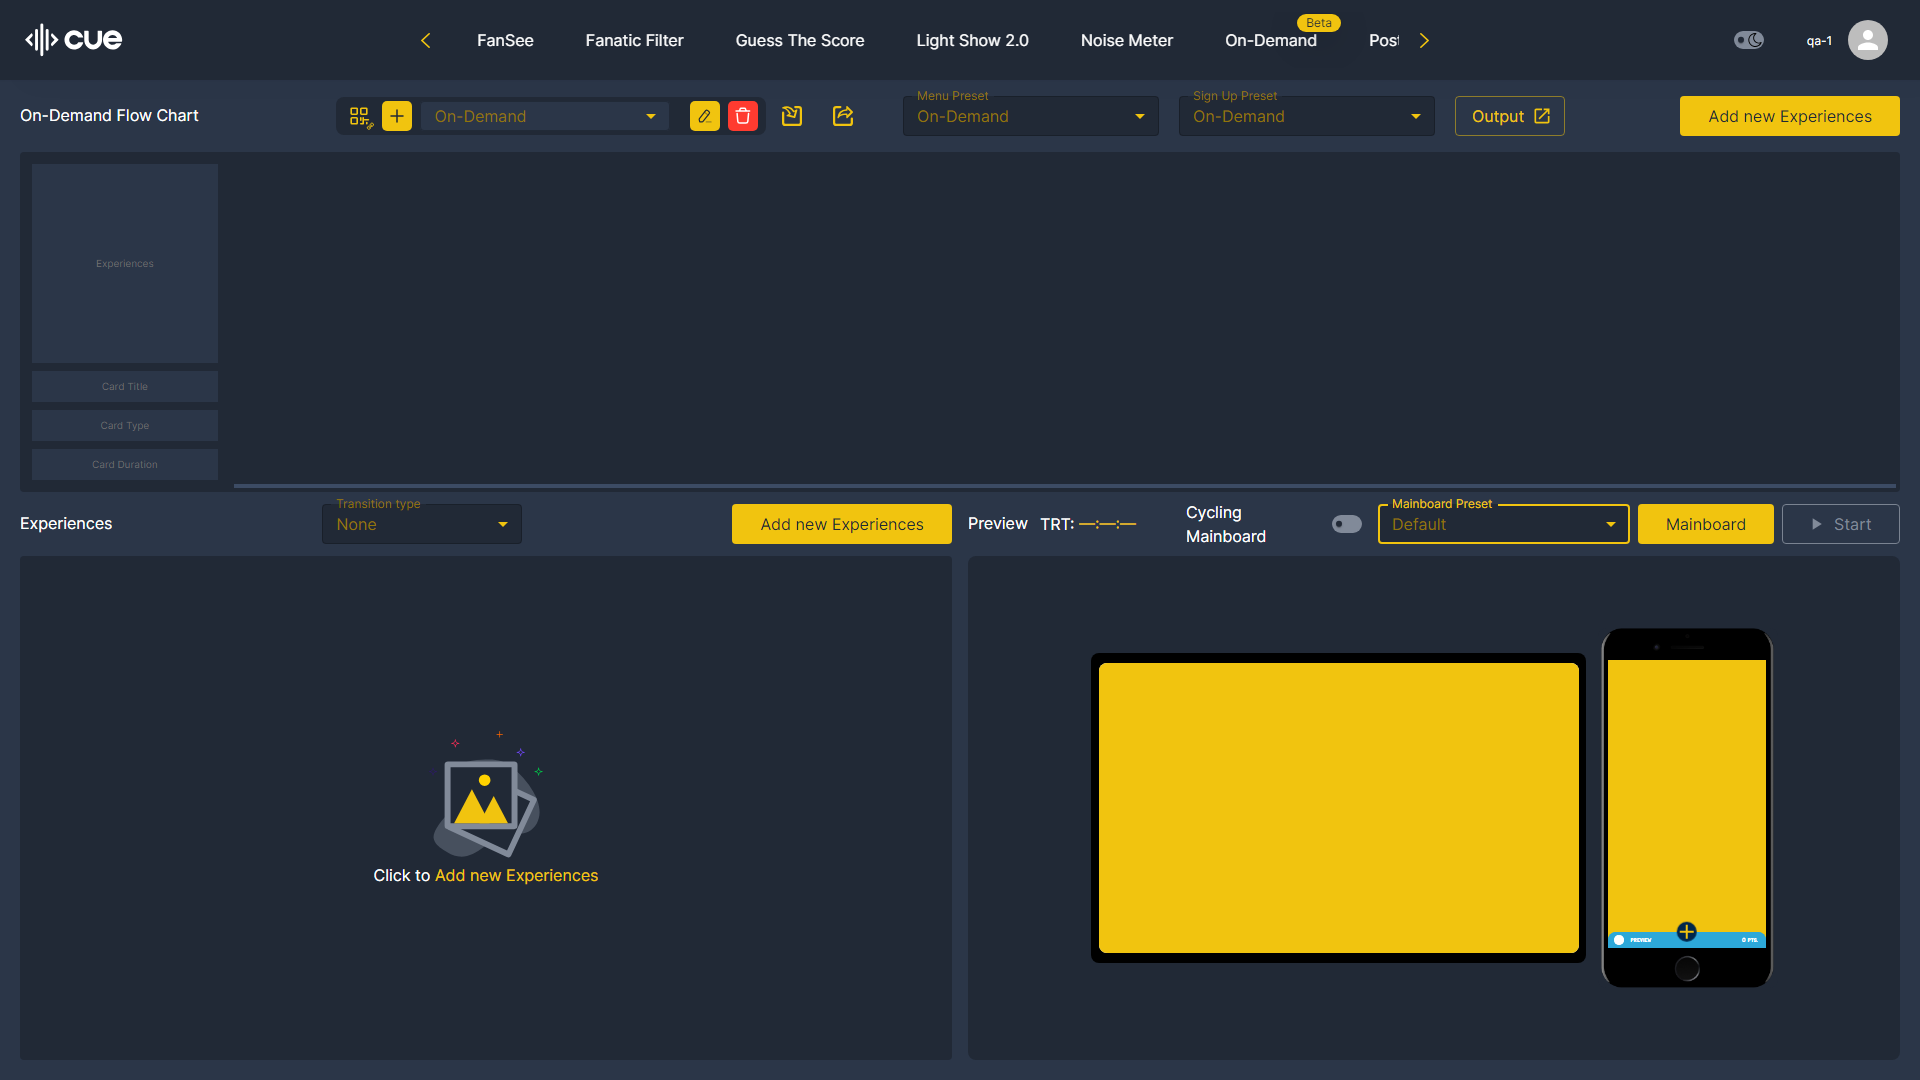 cue
FanSee
Fanatic Filter
Guess The Score
Light Show 2.0
Noise Meter
On-Demand
Beta
Pos
qa-1
On-Demand Flow Chart
On-Demand
Menu Preset
On-Demand
Sign Up Preset
On-Demand
Output
Add new Experiences
Experiences
Card Title
Card Type
Card Duration
Experiences
Transition type
None
Add new Experiences
Preview
TRT: —:—:—
Cycling
Mainboard
Mainboard Preset
Default
Mainboard
Start
Click to Add new Experiences
PREVIEW
0 PTS.